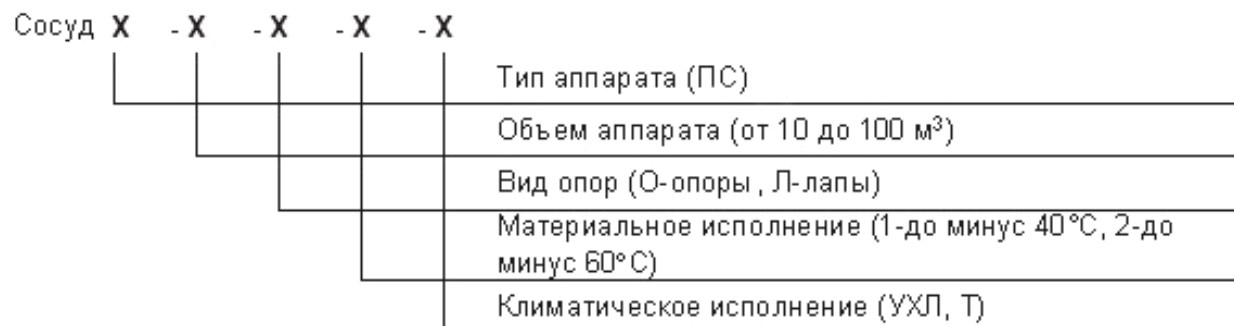 Сосуд X - X - X - X - X
Тип аппарата (ПС)
Объем аппарата (от 10 до 100 м³)
Вид опор (О-опоры, Л-лапы)
Материальное исполнение (1-до минус 40°С, 2-до
минус 60°С)
Климатическое исполнение (УХЛ, Т)